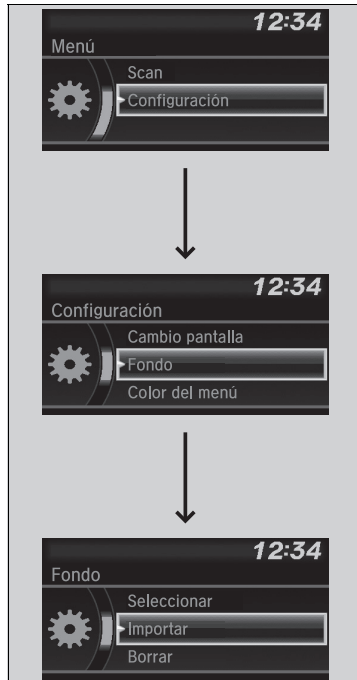 12:34
Menú
Scan
Configuración
12:34
Configuración
Cambio pantalla
Fondo
Color del menú
12:34
Fondo
Seleccionar
Importar
Borrar